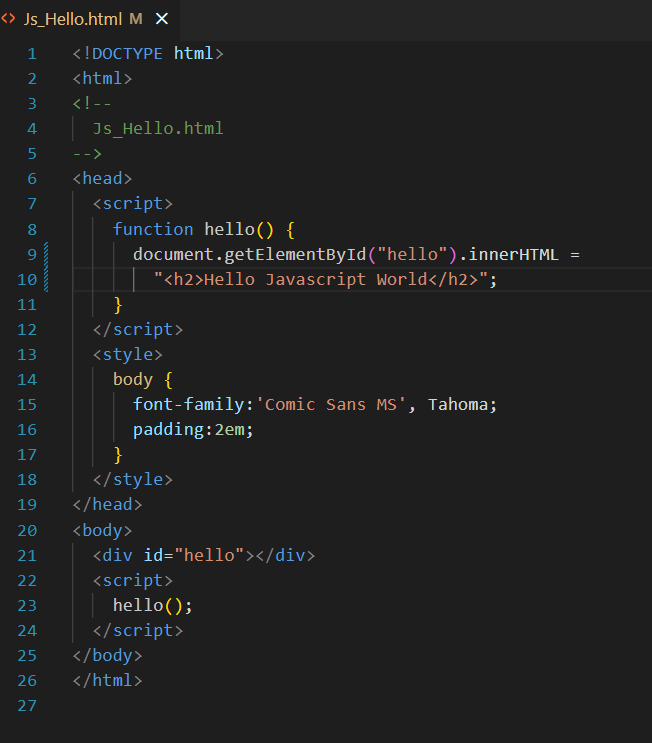 <> Js_Hello.html M ×
1 <!DOCTYPE html>
2 <html>
3 <!--
4   Js_Hello.html
5 -->
6 <head>
7   <script>
8     function hello() {
9       document.getElementById("hello").innerHTML =
10         "<h2>Hello Javascript World</h2>";
11     }
12   </script>
13   <style>
14     body {
15       font-family:'Comic Sans MS', Tahoma;
16       padding:2em;
17     }
18   </style>
19 </head>
20 <body>
21   <div id="hello"></div>
22   <script>
23     hello();
24   </script>
25 </body>
26 </html>
27